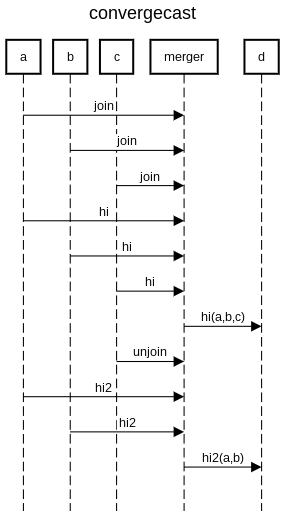 convergecast
a b c merger d
join
join
join
hi
hi
hi
hi(a,b,c)
unjoin
hi2
hi2
hi2(a,b)